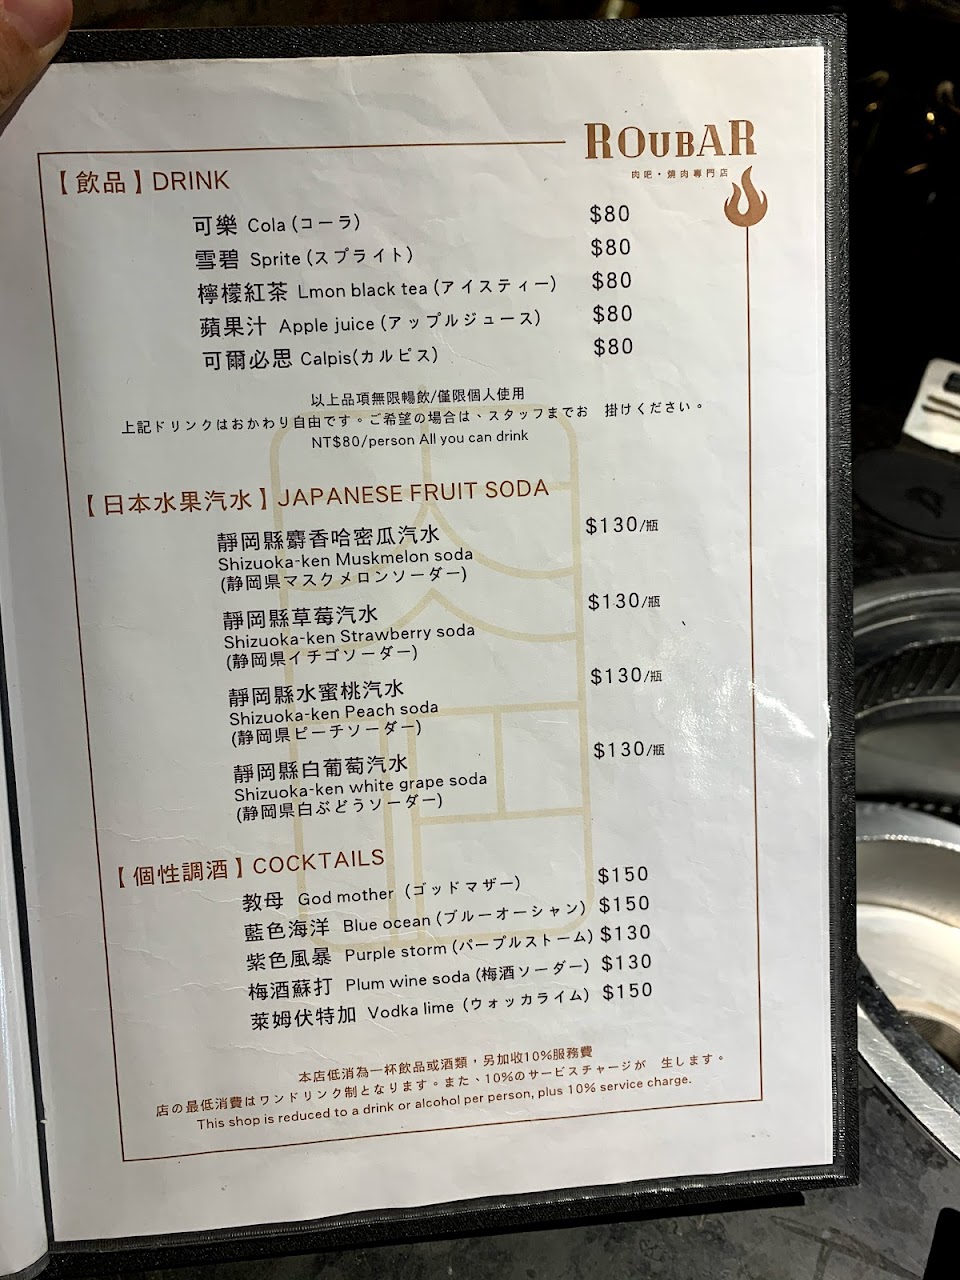 ROUBAR
肉吧・燒肉專門店
【飲品】DRINK
可樂 Cola (コーラ) $80
雪碧 Sprite (スプライト) $80
檸檬紅茶 Lmon black tea (アイスティー) $80
蘋果汁 Apple juice (アップルジュース) $80
可爾必思 Calpis(カルピス) $80
以上品項無限暢飲/僅限個人使用
上記ドリンクはおかわり自由です。ご希望の場合は、スタッフまでお 掛けください。
NT$80/person All you can drink
【日本水果汽水】JAPANESE FRUIT SODA
靜岡縣麝香哈密瓜汽水 $130/瓶
Shizuoka-ken Muskmelon soda
(静岡県マスクメロンソーダー)
靜岡縣草莓汽水 $130/瓶
Shizuoka-ken Strawberry soda
(静岡県イチゴソーダー)
靜岡縣水蜜桃汽水 $130/瓶
Shizuoka-ken Peach soda
(静岡県ピーチソーダー)
靜岡縣白葡萄汽水 $130/瓶
Shizuoka-ken white grape soda
(静岡県白ぶどうソーダー)
【個性調酒】COCKTAILS
教母 God mother (ゴッドマザー) $150
藍色海洋 Blue ocean (ブルーオーシャン) $150
紫色風暴 Purple storm (パープルストーム) $130
梅酒蘇打 Plum wine soda (梅酒ソーダー) $130
萊姆伏特加 Vodka lime (ウォッカライム) $150
本店低消為一杯飲品或酒類，另加收10%服務費
店の最低消費はワンドリンク制となります。また、10%のサービスチャージが 生します。
This shop is reduced to a drink or alcohol per person, plus 10% service charge.